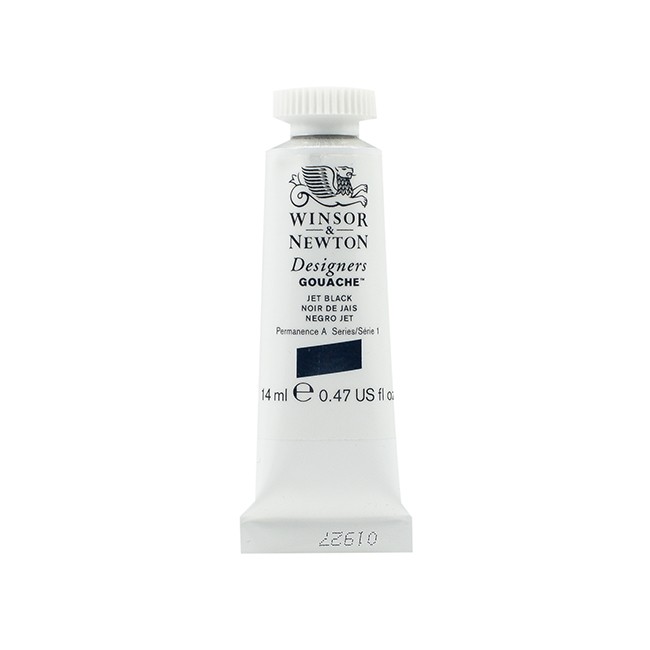 WINSOR
&
NEWTON
Designers
GOUACHE™
JET BLACK
NOIR DE JAIS
NEGRO JET
Permanence A Series/Série 1
14 ml ℮ 0.47 US fl oz